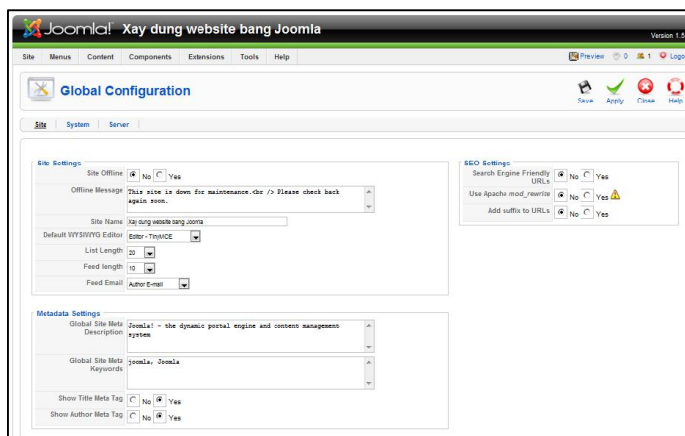 Joomla! Xay dung website bang Joomla
Version 1.5
Site Menus Content Components Extensions Tools Help Preview 0 1 Logo
Global Configuration
Save Apply Close Help
Site System Server
Site Settings
Site Offline No Yes
Offline Message This site is down for maintenance.<br /> Please check back
again soon.
Site Name Xay dung website bang Joomla
Default WYSIWYG Editor Editor - TinyMCE
List Length 20
Feed length 10
Feed Email Author E-mail
SEO Settings
Search Engine Friendly
URLs No Yes
Use Apache mod_rewrite No Yes
Add suffix to URLs No Yes
Metadata Settings
Global Site Meta
Description Joomla! - the dynamic portal engine and content management
system
Global Site Meta
Keywords joomla, Joomla
Show Title Meta Tag No Yes
Show Author Meta Tag No Yes